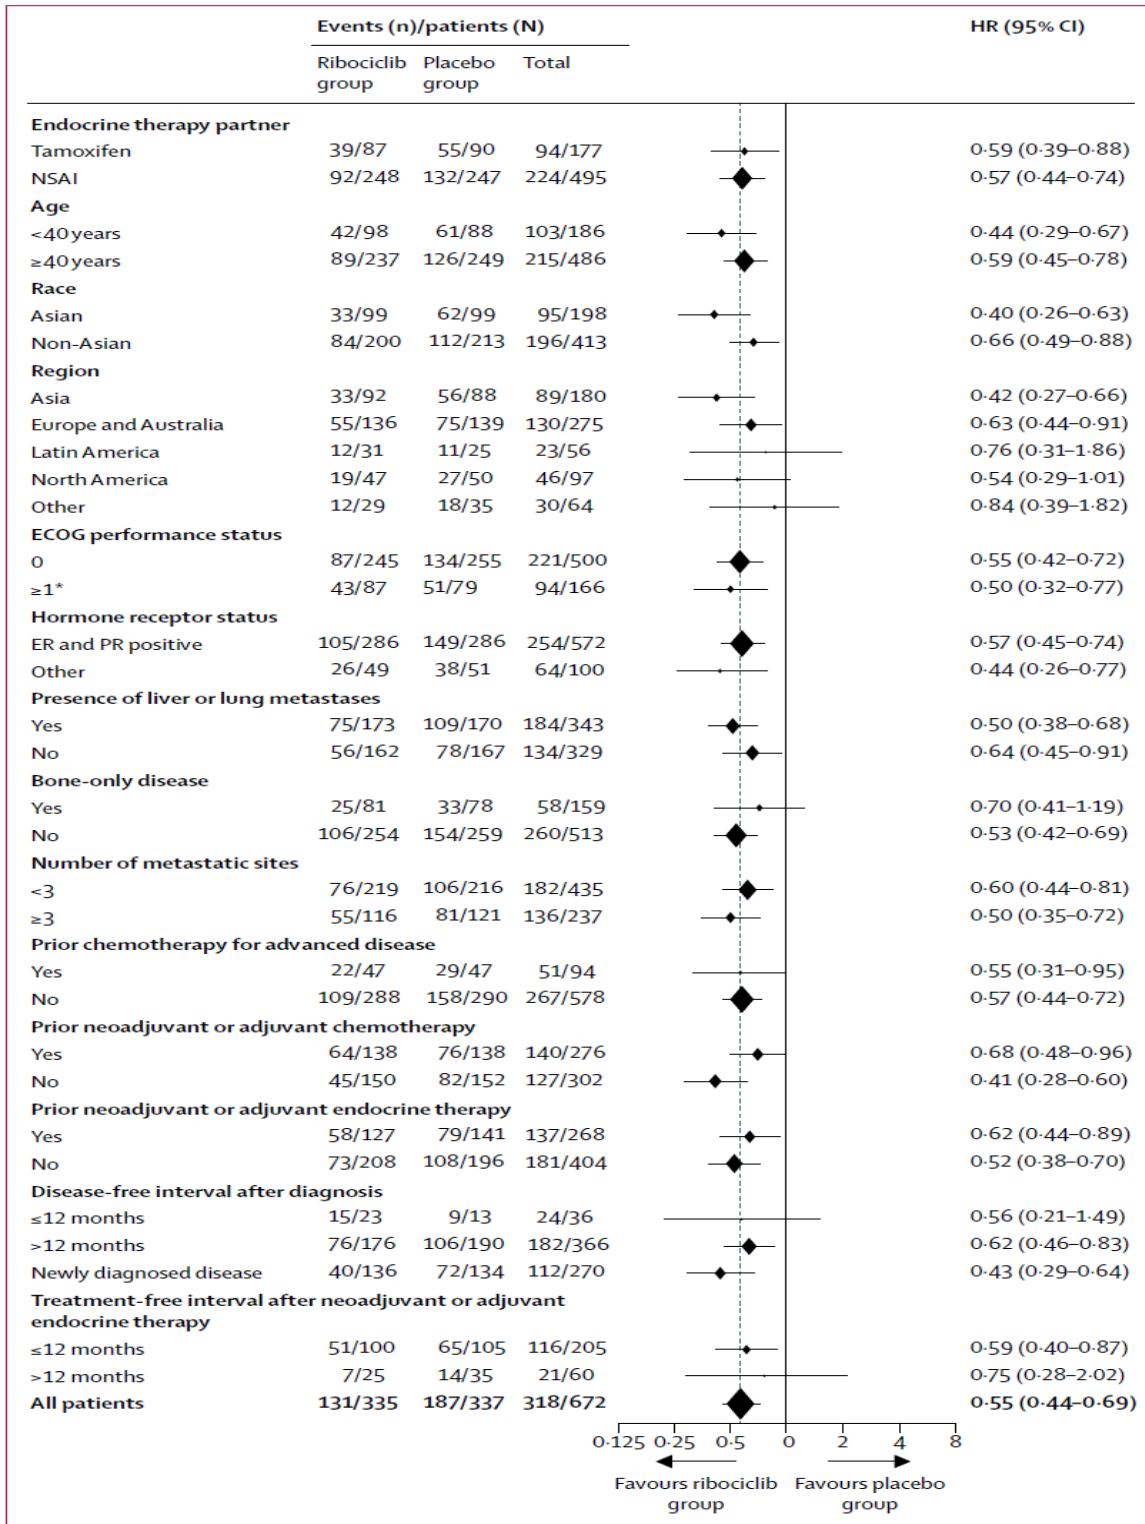 Events (n)/patients (N) HR (95% CI)
Ribociclib group Placebo group Total
Endocrine therapy partner
Tamoxifen 39/87 55/90 94/177 0·59 (0·39–0·88)
NSAI 92/248 132/247 224/495 0·57 (0·44–0·74)
Age
<40 years 42/98 61/88 103/186 0·44 (0·29–0·67)
≥40 years 89/237 126/249 215/486 0·59 (0·45–0·78)
Race
Asian 33/99 62/99 95/198 0·40 (0·26–0·63)
Non-Asian 84/200 112/213 196/413 0·66 (0·49–0·88)
Region
Asia 33/92 56/88 89/180 0·42 (0·27–0·66)
Europe and Australia 55/136 75/139 130/275 0·63 (0·44–0·91)
Latin America 12/31 11/25 23/56 0·76 (0·31–1·86)
North America 19/47 27/50 46/97 0·54 (0·29–1·01)
Other 12/29 18/35 30/64 0·84 (0·39–1·82)
ECOG performance status
0 87/245 134/255 221/500 0·55 (0·42–0·72)
≥1* 43/87 51/79 94/166 0·50 (0·32–0·77)
Hormone receptor status
ER and PR positive 105/286 149/286 254/572 0·57 (0·45–0·74)
Other 26/49 38/51 64/100 0·44 (0·26–0·77)
Presence of liver or lung metastases
Yes 75/173 109/170 184/343 0·50 (0·38–0·68)
No 56/162 78/167 134/329 0·64 (0·45–0·91)
Bone-only disease
Yes 25/81 33/78 58/159 0·70 (0·41–1·19)
No 106/254 154/259 260/513 0·53 (0·42–0·69)
Number of metastatic sites
<3 76/219 106/216 182/435 0·60 (0·44–0·81)
≥3 55/116 81/121 136/237 0·50 (0·35–0·72)
Prior chemotherapy for advanced disease
Yes 22/47 29/47 51/94 0·55 (0·31–0·95)
No 109/288 158/290 267/578 0·57 (0·44–0·72)
Prior neoadjuvant or adjuvant chemotherapy
Yes 64/138 76/138 140/276 0·68 (0·48–0·96)
No 45/150 82/152 127/302 0·41 (0·28–0·60)
Prior neoadjuvant or adjuvant endocrine therapy
Yes 58/127 79/141 137/268 0·62 (0·44–0·89)
No 73/208 108/196 181/404 0·52 (0·38–0·70)
Disease-free interval after diagnosis
≤12 months 15/23 9/13 24/36 0·56 (0·21–1·49)
>12 months 76/176 106/190 182/366 0·62 (0·46–0·83)
Newly diagnosed disease 40/136 72/134 112/270 0·43 (0·29–0·64)
Treatment-free interval after neoadjuvant or adjuvant
endocrine therapy
≤12 months 51/100 65/105 116/205 0·59 (0·40–0·87)
>12 months 7/25 14/35 21/60 0·75 (0·28–2·02)
All patients 131/335 187/337 318/672 0·55 (0·44–0·69)
0·125 0·25 0·5 0 2 4 8
Favours ribociclib group Favours placebo group